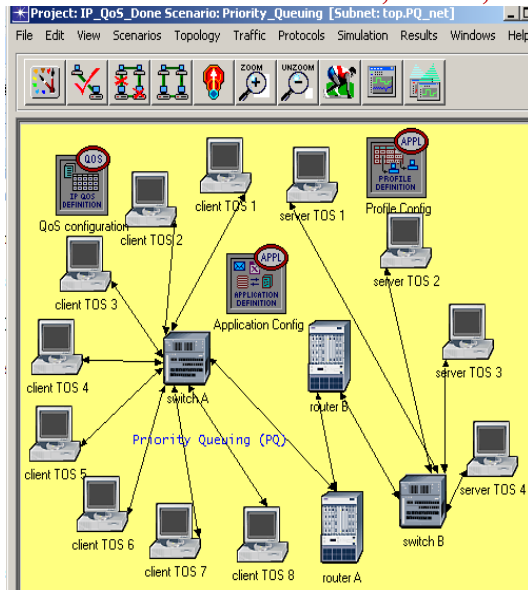 Project: IP_QoS_Done Scenario: Priority_Queuing [Subnet: top.PQ_net]
File Edit View Scenarios Topology Traffic Protocols Simulation Results Windows Help
ZOOM
UNZOOM
QOS
IP QOS
DEFINITION
QoS configuration
client TOS 2
client TOS 1
server TOS 1
APPL
PROFILE
DEFINITION
Profile Config
server TOS 2
client TOS 3
APPL
APPLICATION
DEFINITION
Application Config
client TOS 4
switch A
router B
server TOS 3
Priority Queuing (PQ)
client TOS 5
server TOS 4
client TOS 6
client TOS 7
client TOS 8
router A
switch B